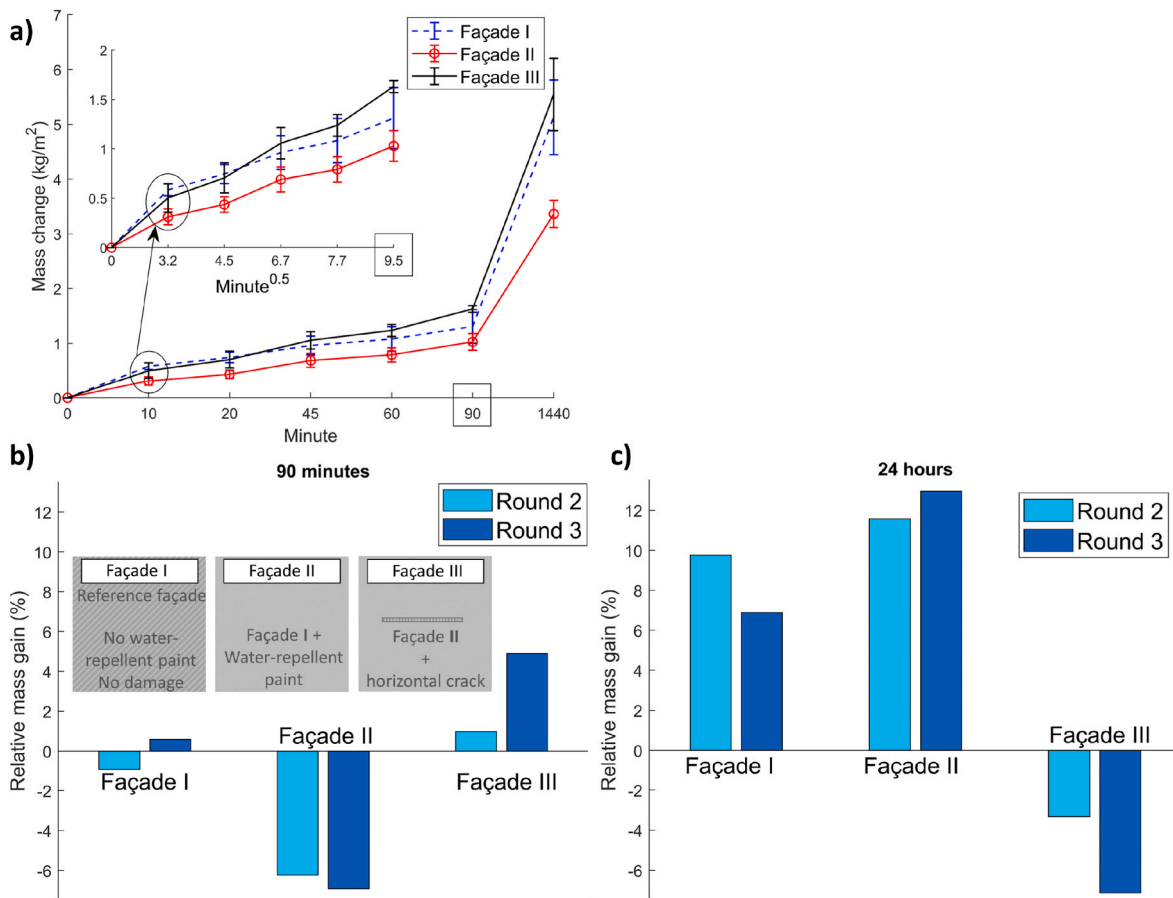 a)
Façade I
Façade II
Façade III
Mass change (kg/m2)
7
6
5
4
3
2
1
0
2
1.5
1
0.5
0
0
3.2
4.5
6.7
7.7
9.5
Minute0.5
0
10
20
45
60
90
1440
Minute
b)
90 minutes
Round 2
Round 3
Relative mass gain (%)
12
10
8
6
4
2
0
-2
-4
-6
Façade I
Reference façade
No water-
repellent paint
No damage
Façade II
Façade I +
Water-repellent
paint
Façade III
Façade II
+
horizontal crack
Façade I
Façade II
Façade III
c)
24 hours
Round 2
Round 3
Relative mass gain (%)
12
10
8
6
4
2
0
-2
-4
-6
Façade I
Façade II
Façade III